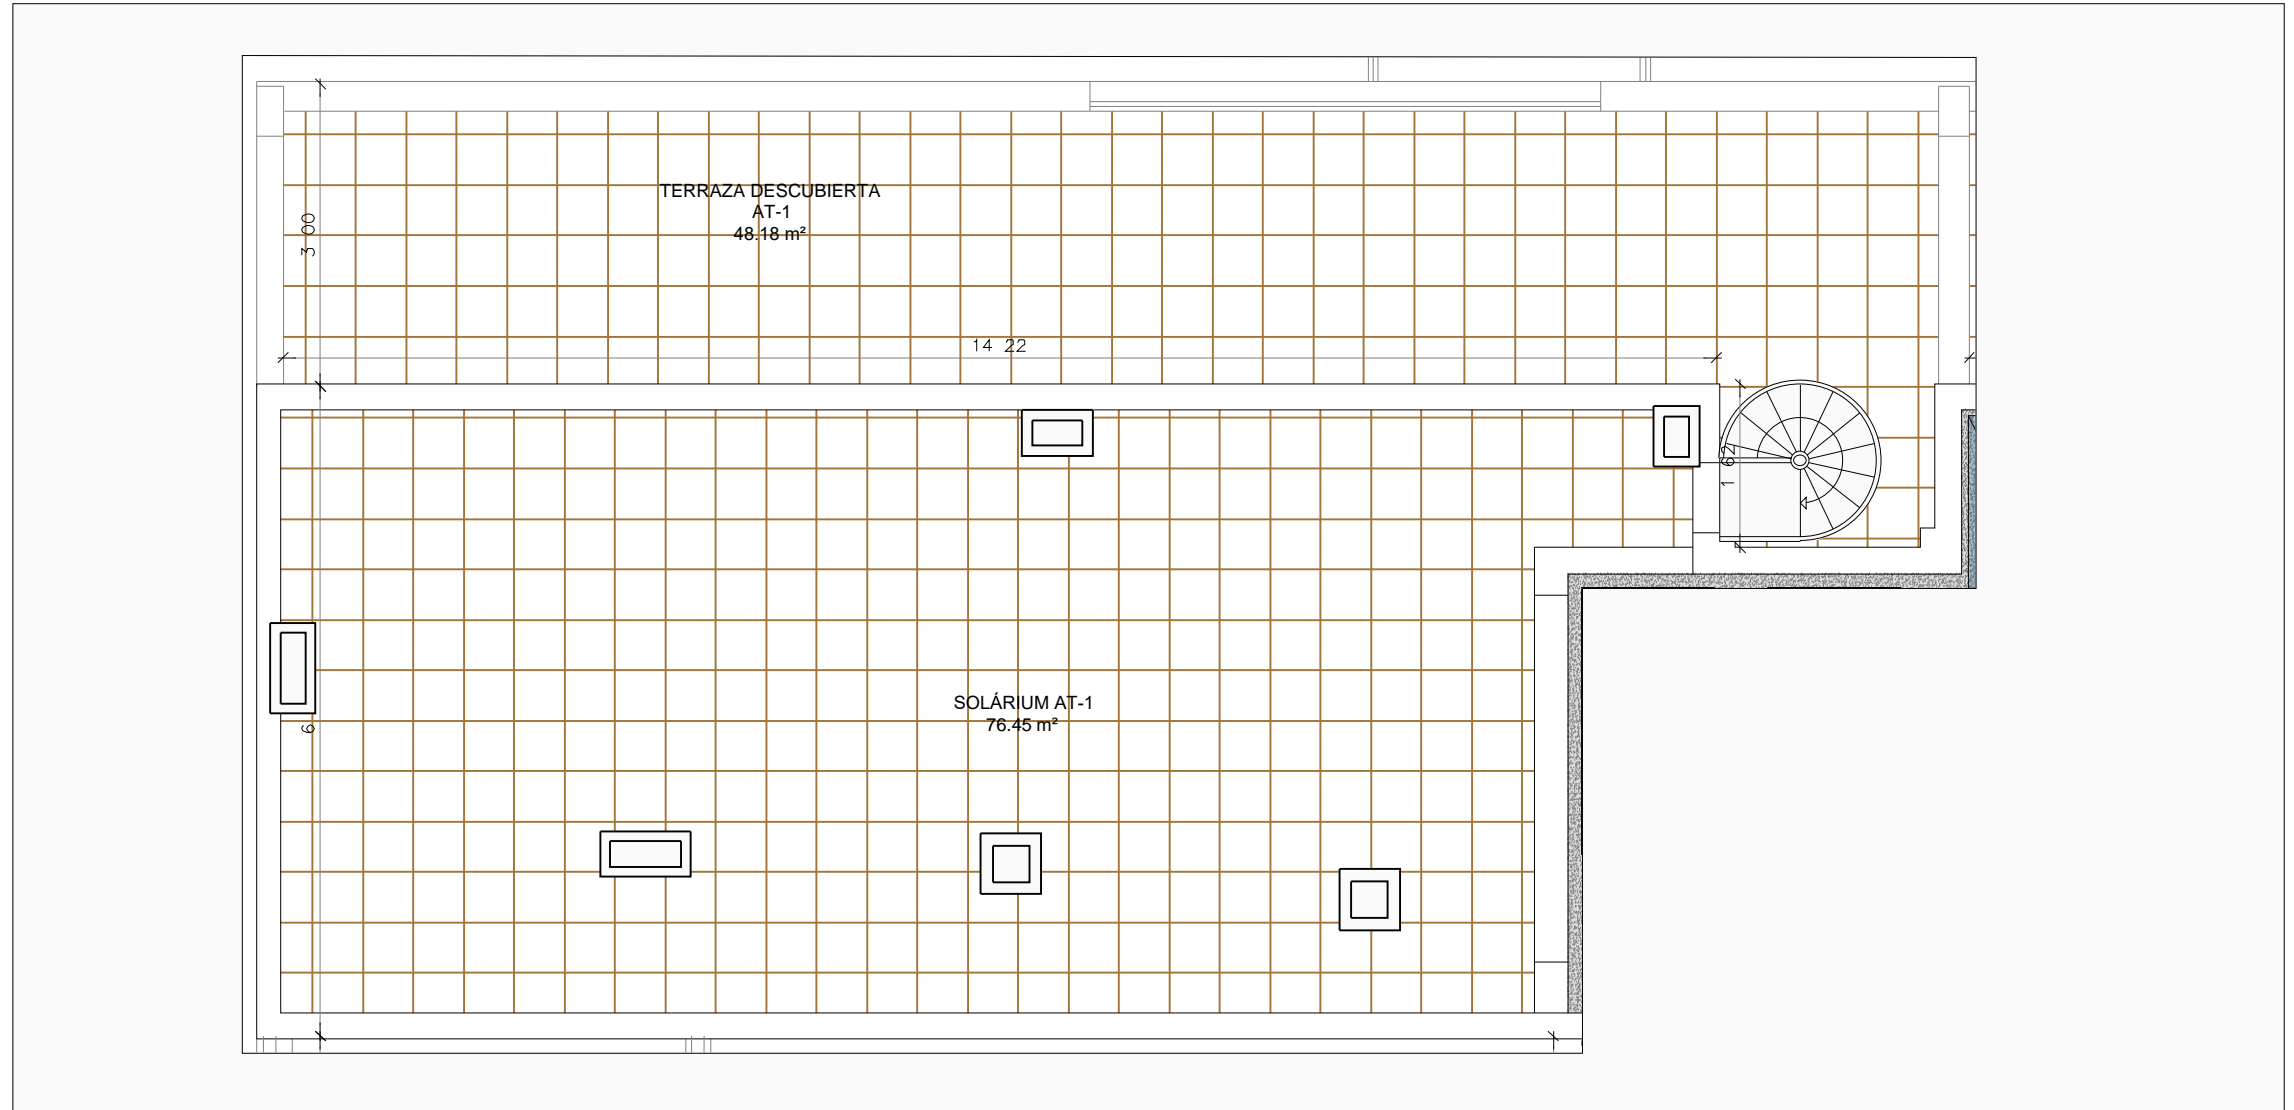 TERRAZA DESCUBIERTA
AT-1
48.18 m²
3 00
14 22
1 62
SOLÁRIUM AT-1
76.45 m²
6